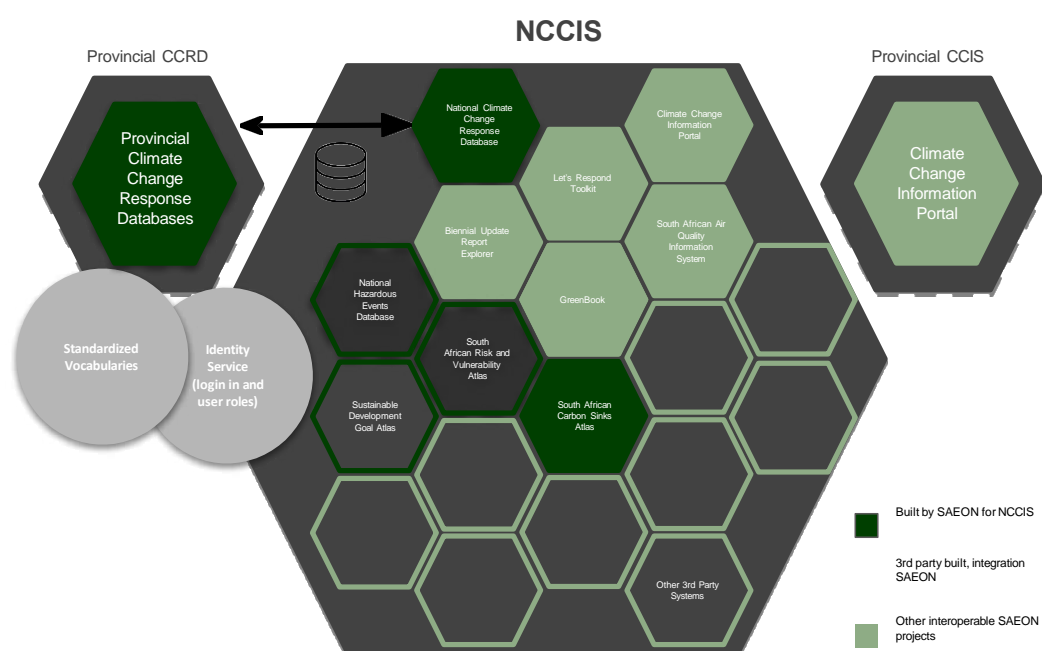 NCCIS
Provincial CCRD
Provincial CCIS
Provincial
Climate
Change
Response
Databases
National Climate
Change
Response
Database
Climate Change
Information
Portal
Let's Respond
Toolkit
Climate
Change
Information
Portal
Biennial Update
Report
Explorer
South African Air
Quality
Information
System
National
Hazardous
Events
Database
GreenBook
South
African Risk and
Vulnerability
Atlas
Standardized
Vocabularies
Identity
Service
(login in and
user roles)
Sustainable
Development
Goal Atlas
South African
Carbon Sinks
Atlas
Other 3rd Party
Systems
Built by SAEON for NCCIS
3rd party built, integration
SAEON
Other interoperable SAEON
projects